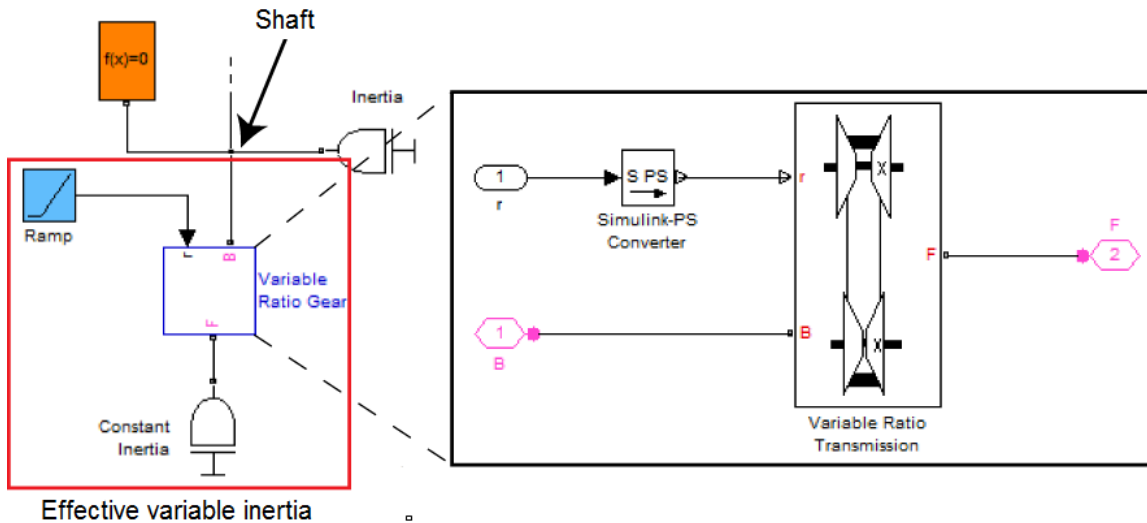 Shaft
f(x)=0
Inertia
Ramp
r
B
Variable
Ratio Gear
F
Constant
Inertia
Effective variable inertia
1
r
S PS
Simulink-PS
Converter
r
X
F
F
2
1
B
B
X
Variable Ratio
Transmission